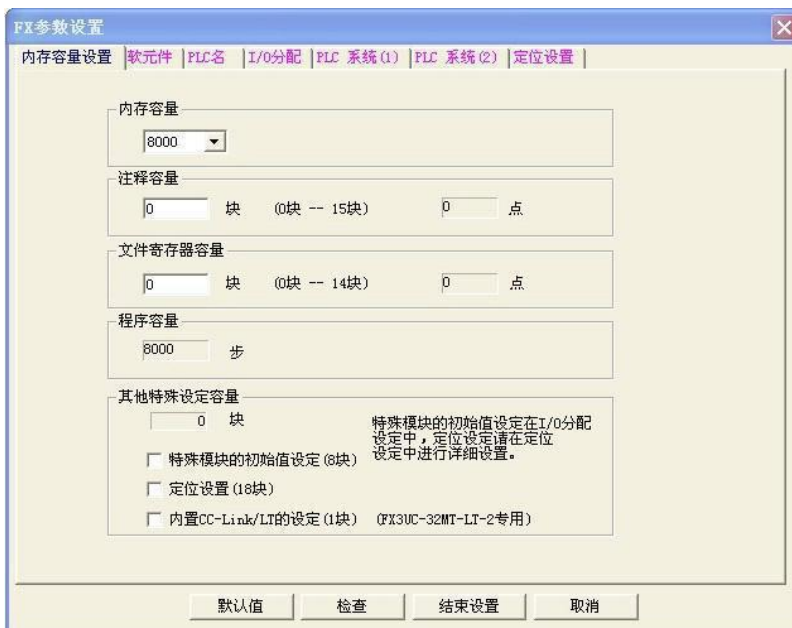 FX参数设置
内存容量设置 软元件 PLC名 I/O分配 PLC 系统(1) PLC 系统(2) 定位设置
内存容量
8000
注释容量
0 块 (0块 -- 15块) 0 点
文件寄存器容量
0 块 (0块 -- 14块) 0 点
程序容量
8000 步
其他特殊设定容量
0 块
特殊模块的初始值设定在I/O分配
设定中，定位设定请在定位
设定中进行详细设置。
特殊模块的初始值设定(8块)
定位设置(18块)
内置CC-Link/LT的设定(1块) (FX3UC-32MT-LT-2专用)
默认值 检查 结束设置 取消